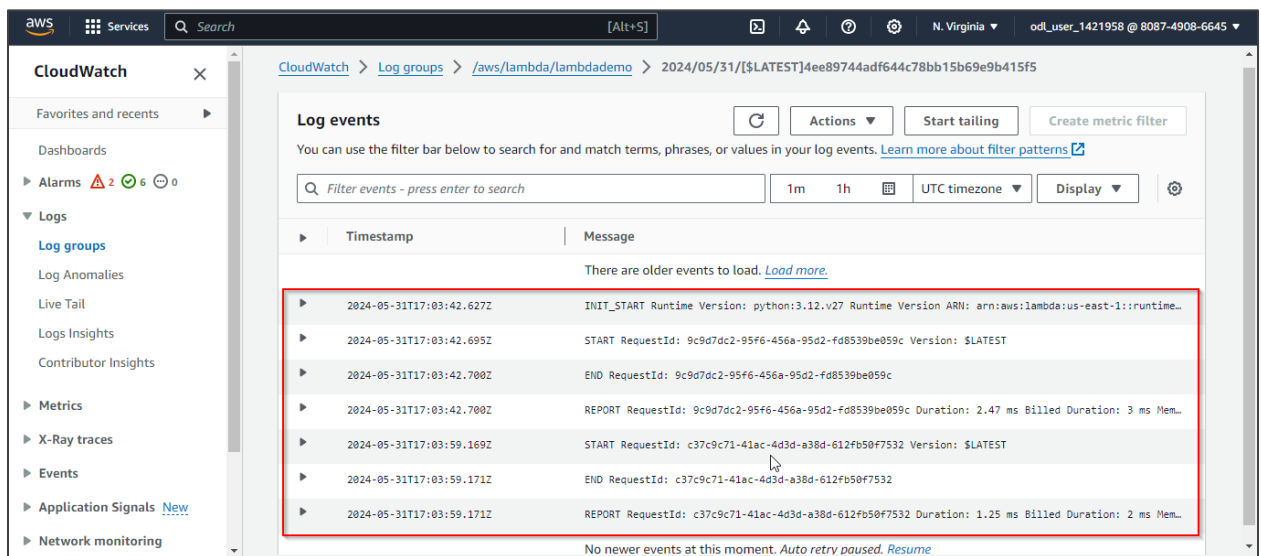 aws Services Search [Alt+S] N. Virginia odl_user_1421958 @ 8087-4908-6645
CloudWatch
Favorites and recents
Dashboards
Alarms 2 6 0
Logs
Log groups
Log Anomalies
Live Tail
Logs Insights
Contributor Insights
Metrics
X-Ray traces
Events
Application Signals New
Network monitoring
CloudWatch > Log groups > /aws/lambda/lambdademo > 2024/05/31/[$LATEST]4ee89744adf644c78bb15b69e9b415f5
Log events Actions Start tailing Create metric filter
You can use the filter bar below to search for and match terms, phrases, or values in your log events. Learn more about filter patterns
Filter events - press enter to search 1m 1h UTC timezone Display
Timestamp Message
There are older events to load. Load more.
2024-05-31T17:03:42.627Z INIT_START Runtime Version: python:3.12.v27 Runtime Version ARN: arn:aws:lambda:us-east-1::runtime…
2024-05-31T17:03:42.695Z START RequestId: 9c9d7dc2-95f6-456a-95d2-fd8539be059c Version: $LATEST
2024-05-31T17:03:42.700Z END RequestId: 9c9d7dc2-95f6-456a-95d2-fd8539be059c
2024-05-31T17:03:42.700Z REPORT RequestId: 9c9d7dc2-95f6-456a-95d2-fd8539be059c Duration: 2.47 ms Billed Duration: 3 ms Mem…
2024-05-31T17:03:59.169Z START RequestId: c37c9c71-41ac-4d3d-a38d-612fb50f7532 Version: $LATEST
2024-05-31T17:03:59.171Z END RequestId: c37c9c71-41ac-4d3d-a38d-612fb50f7532
2024-05-31T17:03:59.171Z REPORT RequestId: c37c9c71-41ac-4d3d-a38d-612fb50f7532 Duration: 1.25 ms Billed Duration: 2 ms Mem…
No newer events at this moment. Auto retry paused. Resume